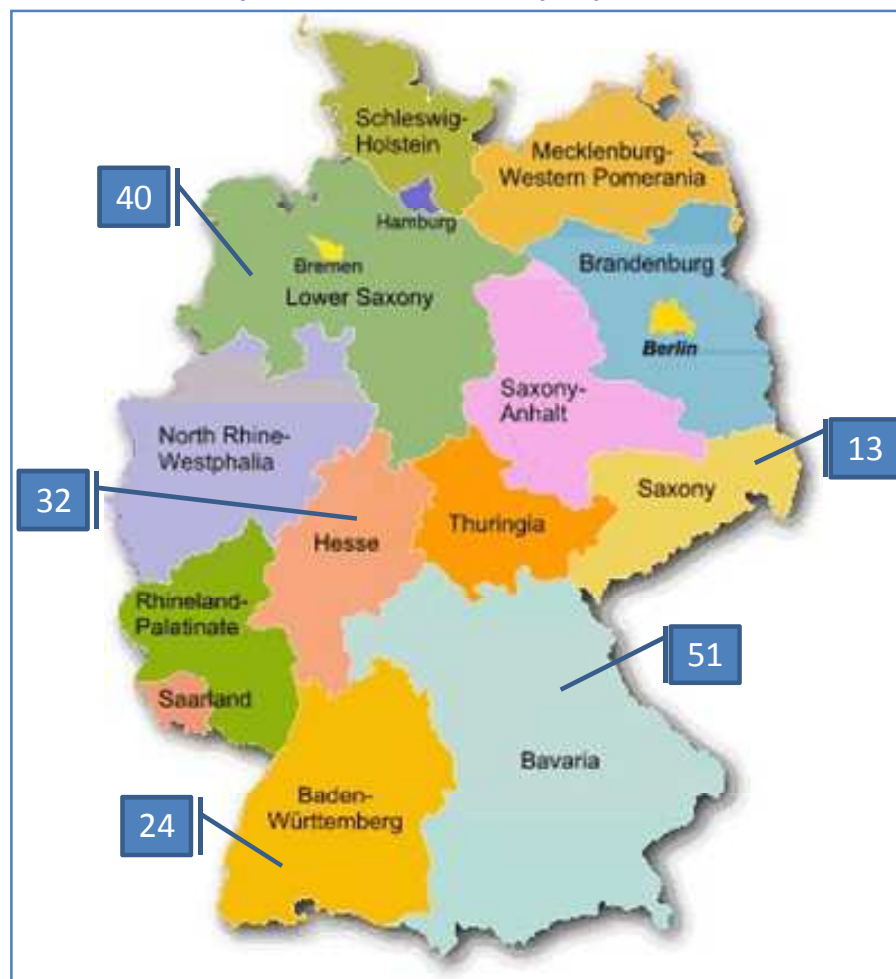 Schleswig-
Holstein
Mecklenburg-
Western Pomerania
40
Hamburg
Bremen
Lower Saxony
Brandenburg
Berlin
Saxony-
Anhalt
North Rhine-
Westphalia
13
32
Saxony
Thuringia
Hesse
Rhineland-
Palatinate
51
Saarland
Bavaria
Baden-
Württemberg
24